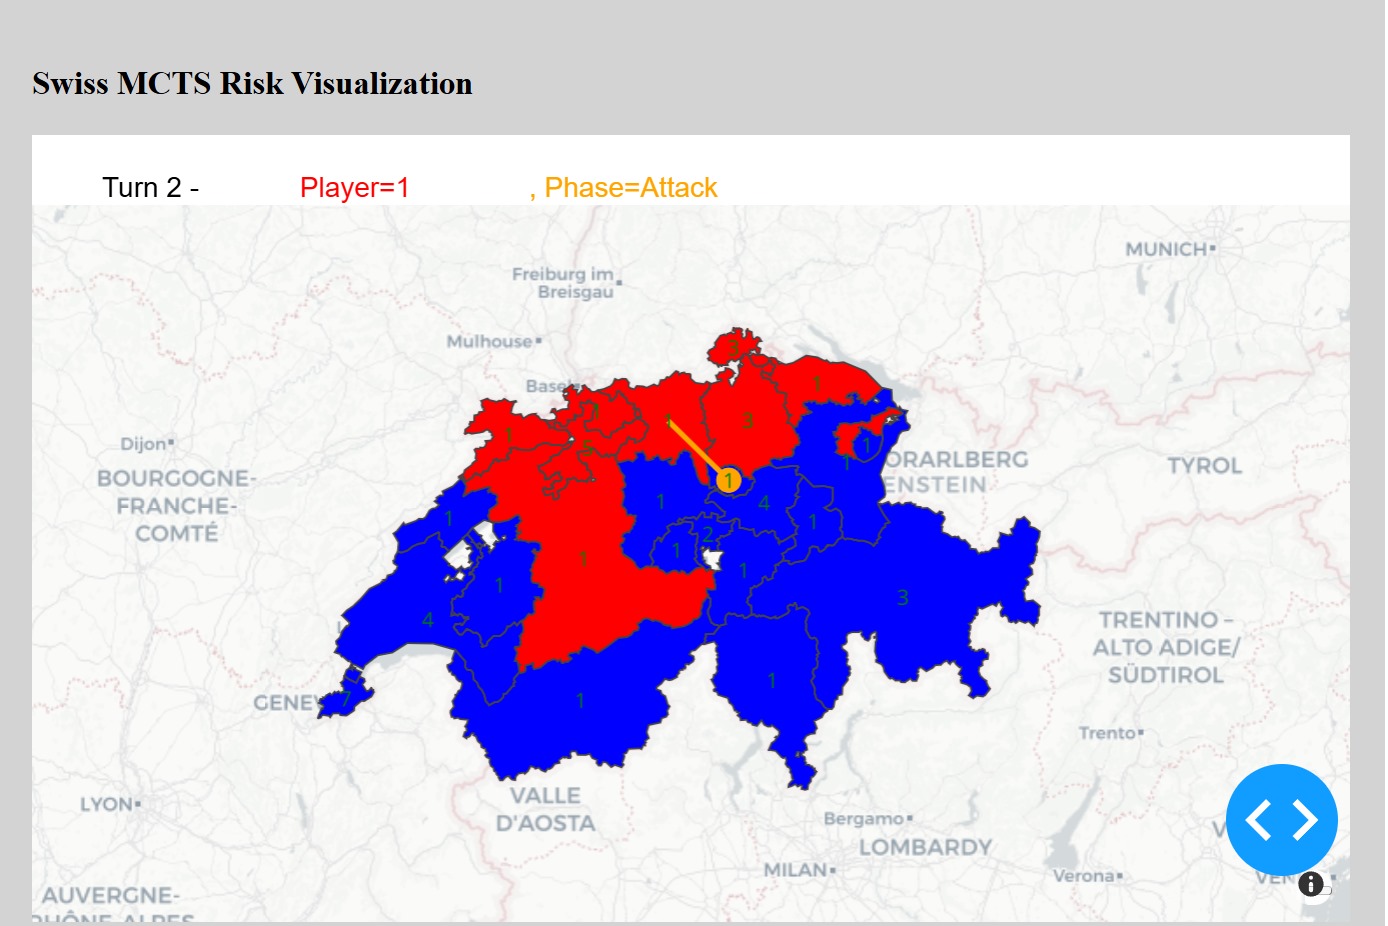 Swiss MCTS Risk Visualization
Turn 2 - Player=1 , Phase=Attack
MUNICH
Freiburg im
Breisgau
Mulhouse
Basel
3
1
1
3
Dijon
1
5
1
ORARLBERG
TYROL
BOURGOGNE-
FRANCHE-
COMTÉ
1
ENSTEIN
1
1
4
1
1
2
1
1
1
1
3
4
TRENTINO –
ALTO ADIGE/
SÜDTIROL
GENEV
7
1
1
Trento
LYON
VALLE
D'AOSTA
Bergamo
LOMBARDY
MILAN
Verona
VEN
AUVERGNE-
RHÔNE-ALPES